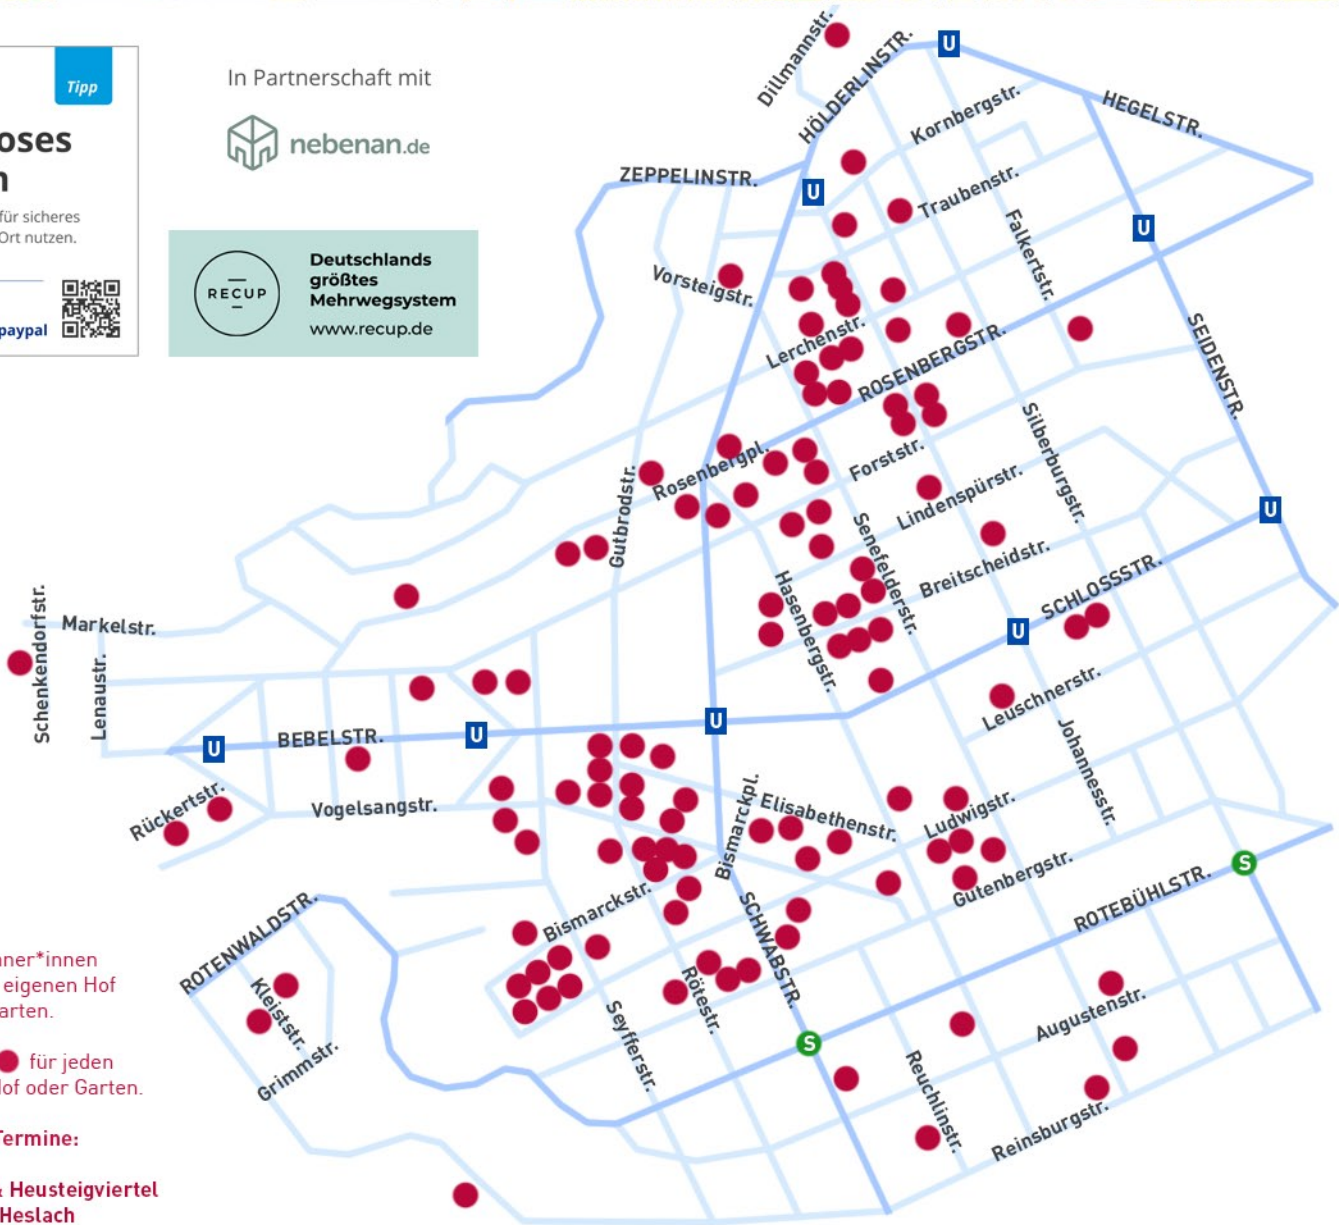 Tipp
oses
n
für sicheres
Ort nutzen.
paypal
In Partnerschaft mit
nebenan.de
RECUP
Deutschlands
größtes
Mehrwegsystem
www.recup.de
Dillmannstr.
HÖLDERLINSTR.
U
Kornbergstr.
HEGELSTR.
ZEPPELINSTR.
U
Traubenstr.
Falkertstr.
U
Vorsteigstr.
Lerchenstr.
ROSENBERGSTR.
SEIDENSTR.
Rosenbergpl.
Forststr.
Silberburgstr.
Gutbrodstr.
Lindenspürstr.
U
Senefelderstr.
Breitscheidstr.
Hasenbergstr.
SCHLOSSSTR.
U
Schenkendorfstr.
Markelstr.
Lenaustr.
Leuschnerstr.
Johannesstr.
U
BEBELSTR.
U
U
Rückertstr.
Vogelsangstr.
Bismarckpl.
Elisabethenstr.
Ludwigstr.
Gutenbergstr.
S
ROTEBÜHLSTR.
Bismarckstr.
SCHWABSTR.
ROTENWALDSTR.
Kleiststr.
Grimmstr.
Rötestr.
Seyfferstr.
S
Augustenstr.
Reuchlinstr.
Reinsburgstr.
ner*innen
eigenen Hof
arten.
für jeden
Hof oder Garten.
Termine:
& Heusteigviertel
Heslach